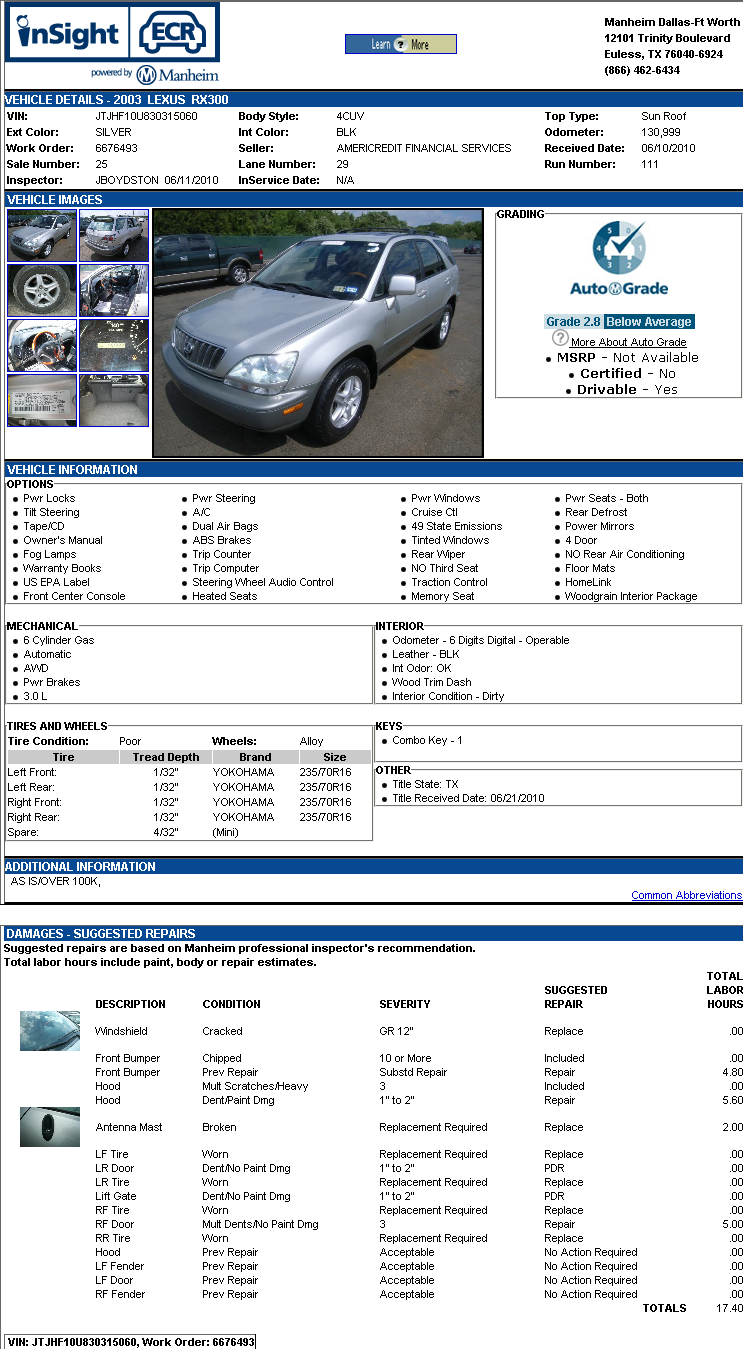 inSight ECR
powered by Manheim
Learn ? More
Manheim Dallas-Ft Worth
12101 Trinity Boulevard
Euless, TX 76040-6924
(866) 462-6434
VEHICLE DETAILS - 2003 LEXUS RX300
VIN: JTJHF10U830315060 Body Style: 4CUV Top Type: Sun Roof
Ext Color: SILVER Int Color: BLK Odometer: 130,999
Work Order: 6676493 Seller: AMERICREDIT FINANCIAL SERVICES Received Date: 06/10/2010
Sale Number: 25 Lane Number: 29 Run Number: 111
Inspector: JBOYDSTON 06/11/2010 InService Date: N/A
VEHICLE IMAGES
GRADING
5 4 3 2 1 0
AutoGrade
Grade 2.8 Below Average
? More About Auto Grade
MSRP - Not Available
Certified - No
Drivable - Yes
VEHICLE INFORMATION
OPTIONS
Pwr Locks Pwr Steering Pwr Windows Pwr Seats - Both
Tilt Steering A/C Cruise Ctl Rear Defrost
Tape/CD Dual Air Bags 49 State Emissions Power Mirrors
Owner's Manual ABS Brakes Tinted Windows 4 Door
Fog Lamps Trip Counter Rear Wiper NO Rear Air Conditioning
Warranty Books Trip Computer NO Third Seat Floor Mats
US EPA Label Steering Wheel Audio Control Traction Control HomeLink
Front Center Console Heated Seats Memory Seat Woodgrain Interior Package
MECHANICAL
6 Cylinder Gas
Automatic
AWD
Pwr Brakes
3.0 L
INTERIOR
Odometer - 6 Digits Digital - Operable
Leather - BLK
Int Odor: OK
Wood Trim Dash
Interior Condition - Dirty
TIRES AND WHEELS
Tire Condition: Poor Wheels: Alloy
Tire Tread Depth Brand Size
Left Front: 1/32" YOKOHAMA 235/70R16
Left Rear: 1/32" YOKOHAMA 235/70R16
Right Front: 1/32" YOKOHAMA 235/70R16
Right Rear: 1/32" YOKOHAMA 235/70R16
Spare: 4/32" (Mini)
KEYS
Combo Key - 1
OTHER
Title State: TX
Title Received Date: 06/21/2010
ADDITIONAL INFORMATION
AS IS/OVER 100K,
Common Abbreviations
DAMAGES - SUGGESTED REPAIRS
Suggested repairs are based on Manheim professional inspector's recommendation.
Total labor hours include paint, body or repair estimates.
DESCRIPTION CONDITION SEVERITY SUGGESTED REPAIR TOTAL LABOR HOURS
Windshield Cracked GR 12" Replace .00
Front Bumper Chipped 10 or More Included .00
Front Bumper Prev Repair Substd Repair Repair 4.80
Hood Mult Scratches/Heavy 3 Included .00
Hood Dent/Paint Dmg 1" to 2" Repair 5.60
Antenna Mast Broken Replacement Required Replace 2.00
LF Tire Worn Replacement Required Replace .00
LR Door Dent/No Paint Dmg 1" to 2" PDR .00
LR Tire Worn Replacement Required Replace .00
Lift Gate Dent/No Paint Dmg 1" to 2" PDR .00
RF Tire Worn Replacement Required Replace .00
RF Door Mult Dents/No Paint Dmg 3 Repair 5.00
RR Tire Worn Replacement Required Replace .00
Hood Prev Repair Acceptable No Action Required .00
LF Fender Prev Repair Acceptable No Action Required .00
LF Door Prev Repair Acceptable No Action Required .00
RF Fender Prev Repair Acceptable No Action Required .00
TOTALS 17.40
VIN: JTJHF10U830315060, Work Order: 6676493